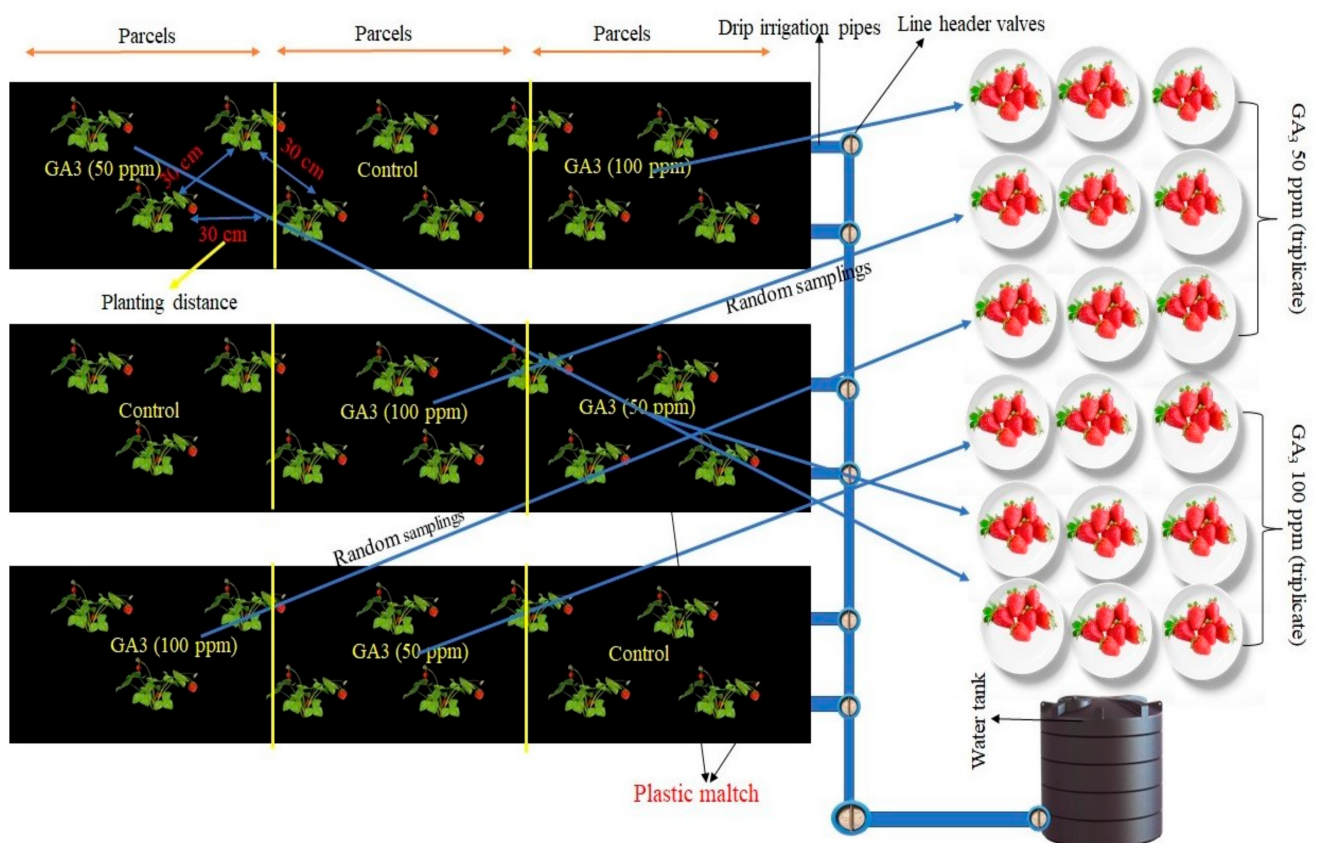 Parcels
Parcels
Parcels
Drip irrigation pipes
Line header valves
GA3 (50 ppm)
30 cm
30 cm
30 cm
Control
GA3 (100 ppm)
Planting distance
Random samplings
GA₃ 50 ppm (triplicate)
Control
GA3 (100 ppm)
GA3 (50 ppm)
Random samplings
GA3 (100 ppm)
GA3 (50 ppm)
Control
GA₃ 100 ppm (triplicate)
Water tank
Plastic maltch